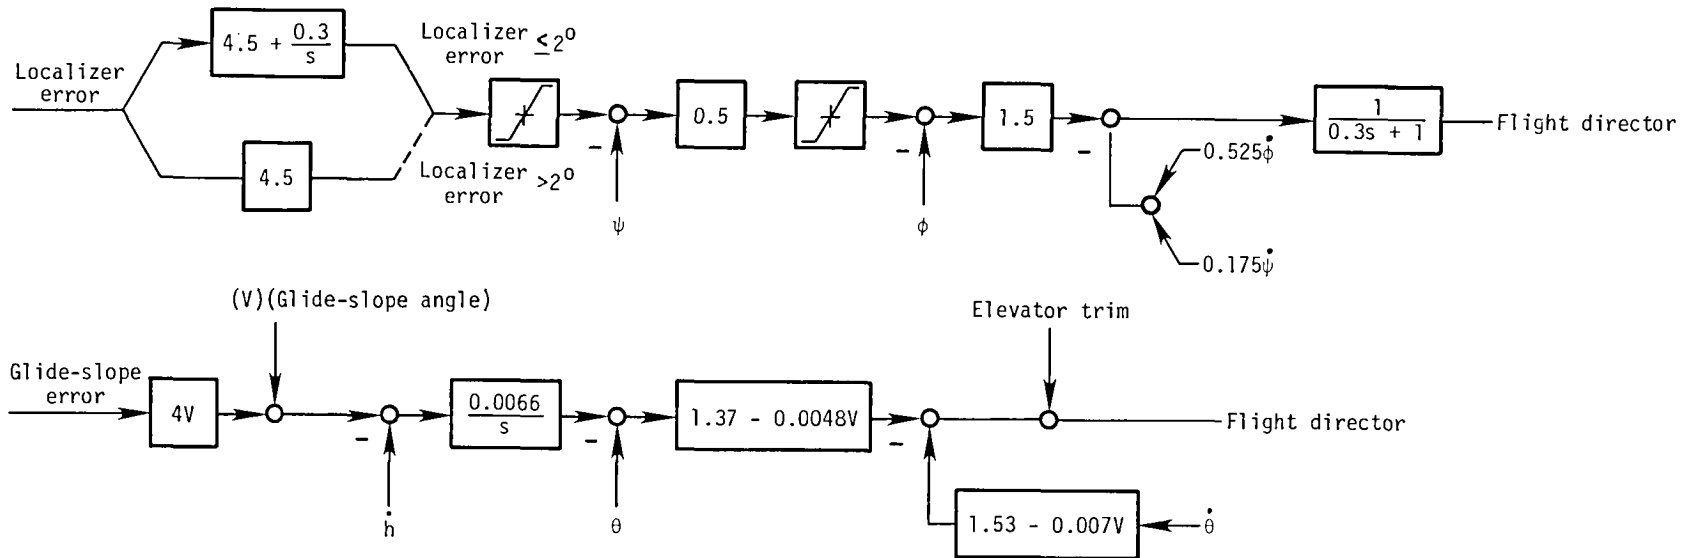 Localizer
error
4.5 + 0.3
s
Localizer
error ≤2°
4.5
Localizer
error >2°
-
ψ
0.5
-
φ
1.5
-
0.525φ̇
0.175ψ̇
1
0.3s + 1
Flight director
(V)(Glide-slope angle)
Glide-slope
error
4V
-
ḣ
0.0066
s
-
θ
1.37 - 0.0048V
-
Elevator trim
Flight director
1.53 - 0.007V
θ̇